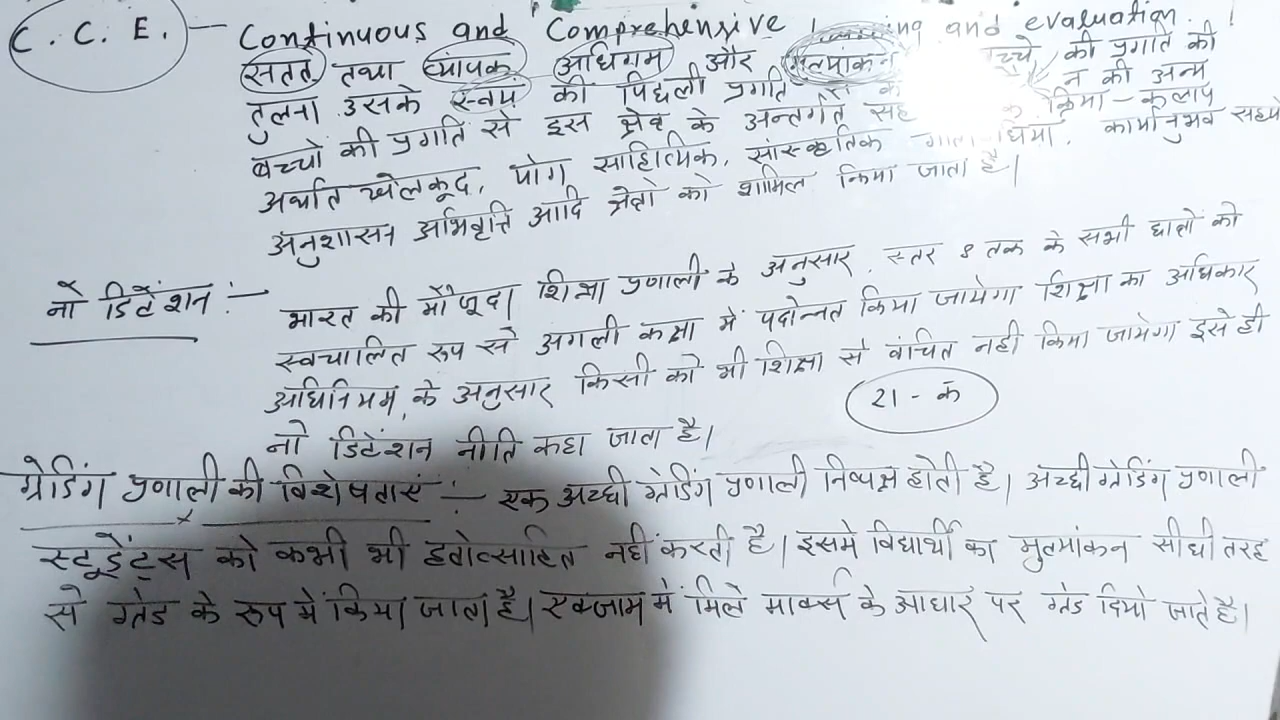 C. C. E. :- Continuous and Comprehensive and evaluation.
सतत् तथा व्यापक अधिगम और मूल्यांकन बच्चे, की प्रगति की
तुलना उसके स्वयं की पिछली प्रगति से न की अन्य
बच्चो की प्रगति से इस क्षेत्र के अन्तर्गत सह क्रिया-कलाप
अर्थात खेलकूद, योग साहित्यिक, सांस्कृतिक कार्यानुभव
अनुशासन अभिवृत्ति आदि क्षेत्रो को शामिल किया जाता है।
नो डिटेंशन :- भारत की मौजूदा शिक्षा प्रणाली के अनुसार, स्तर 8 तक के सभी छात्रो को
स्वचालित रूप से अगली कक्षा में पदोन्नत किया जायेगा शिक्षा का अधिकार
अधिनियम, के अनुसार किसी को भी शिक्षा से वंचित नही किया जायेगा इसे ही
21 - क
नो डिटेंशन नीति कहा जाता है।
ग्रेडिंग प्रणाली की विशेषताएं :- एक अच्छी ग्रेडिंग प्रणाली निष्पक्ष होती है। अच्छी ग्रेडिंग प्रणाली
स्टूडेंट्स को कभी भी हतोत्साहित नही करती है। इसमे विद्यार्थी का मुल्यांकन सीधी तरह
से ग्रेड के रूप मे किया जाता है। एक्जाम में मिले मार्क्स के आधार पर ग्रेड दिये जाते है।